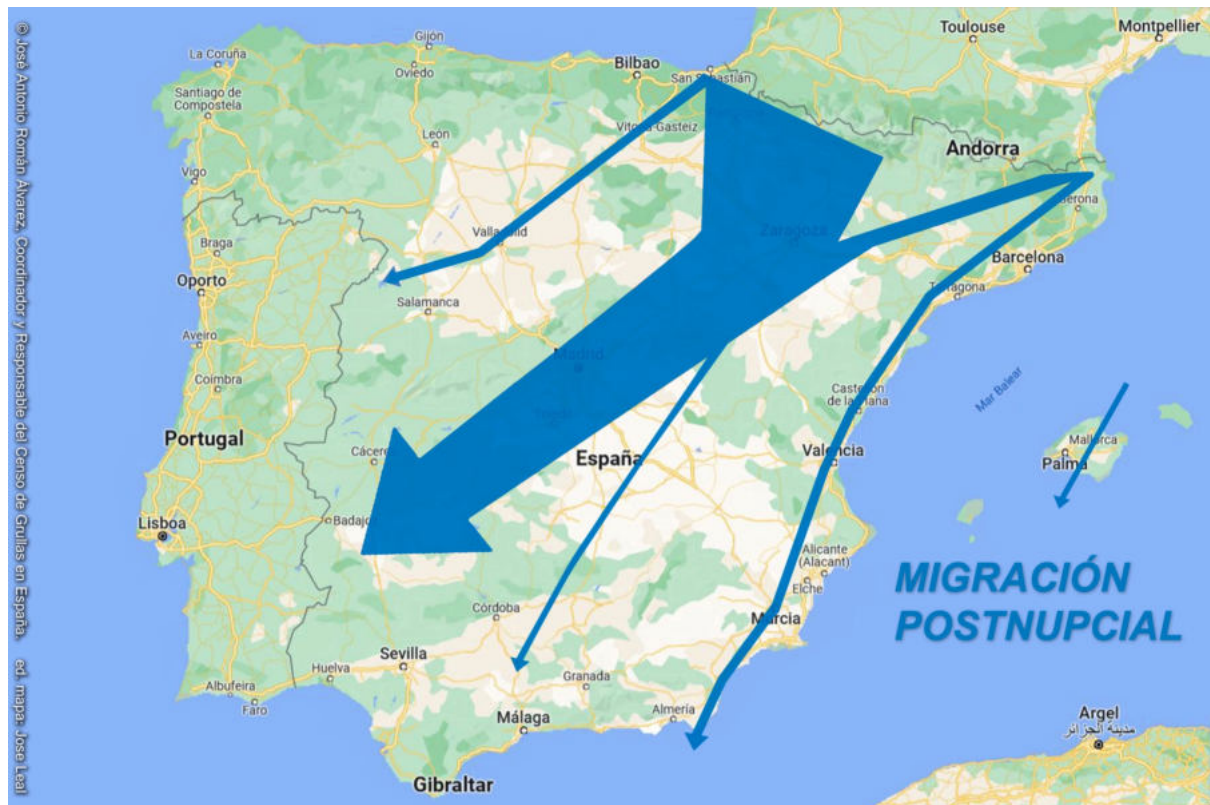 © José Antonio Román Álvarez, Coordinador y Responsable del Censo de Grullas en España. ed. mapa: Jose Leal
Toulouse
Montpellier
Gijón
La Coruña
Oviedo
Bilbao
San Sebastián
Santiago de
Compostela
Vitoria-Gasteiz
León
Andorra
Vigo
Gerona
Valladolid
Zaragoza
Braga
Barcelona
Oporto
Tarragona
Salamanca
Aveiro
Madrid
Coimbra
Mar Balear
Castellón
de la Plana
Toledo
Portugal
Mallorca
Cáceres
España
Valencia
Palma
Lisboa
Badajoz
Alicante
(Alacant)
Elche
MIGRACIÓN
POSTNUPCIAL
Córdoba
Murcia
Sevilla
Huelva
Granada
Albufeira
Faro
Almería
Málaga
Argel
مدينة الجزائر
Gibraltar